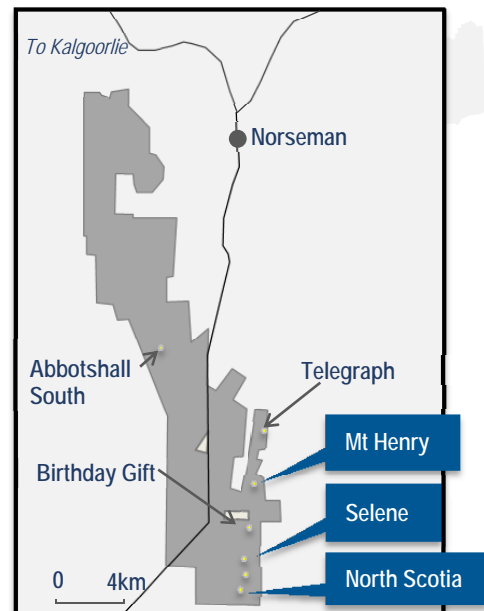 To Kalgoorlie
Norseman
Abbotshall
South
Telegraph
Mt Henry
Birthday Gift
Selene
North Scotia
0 4km